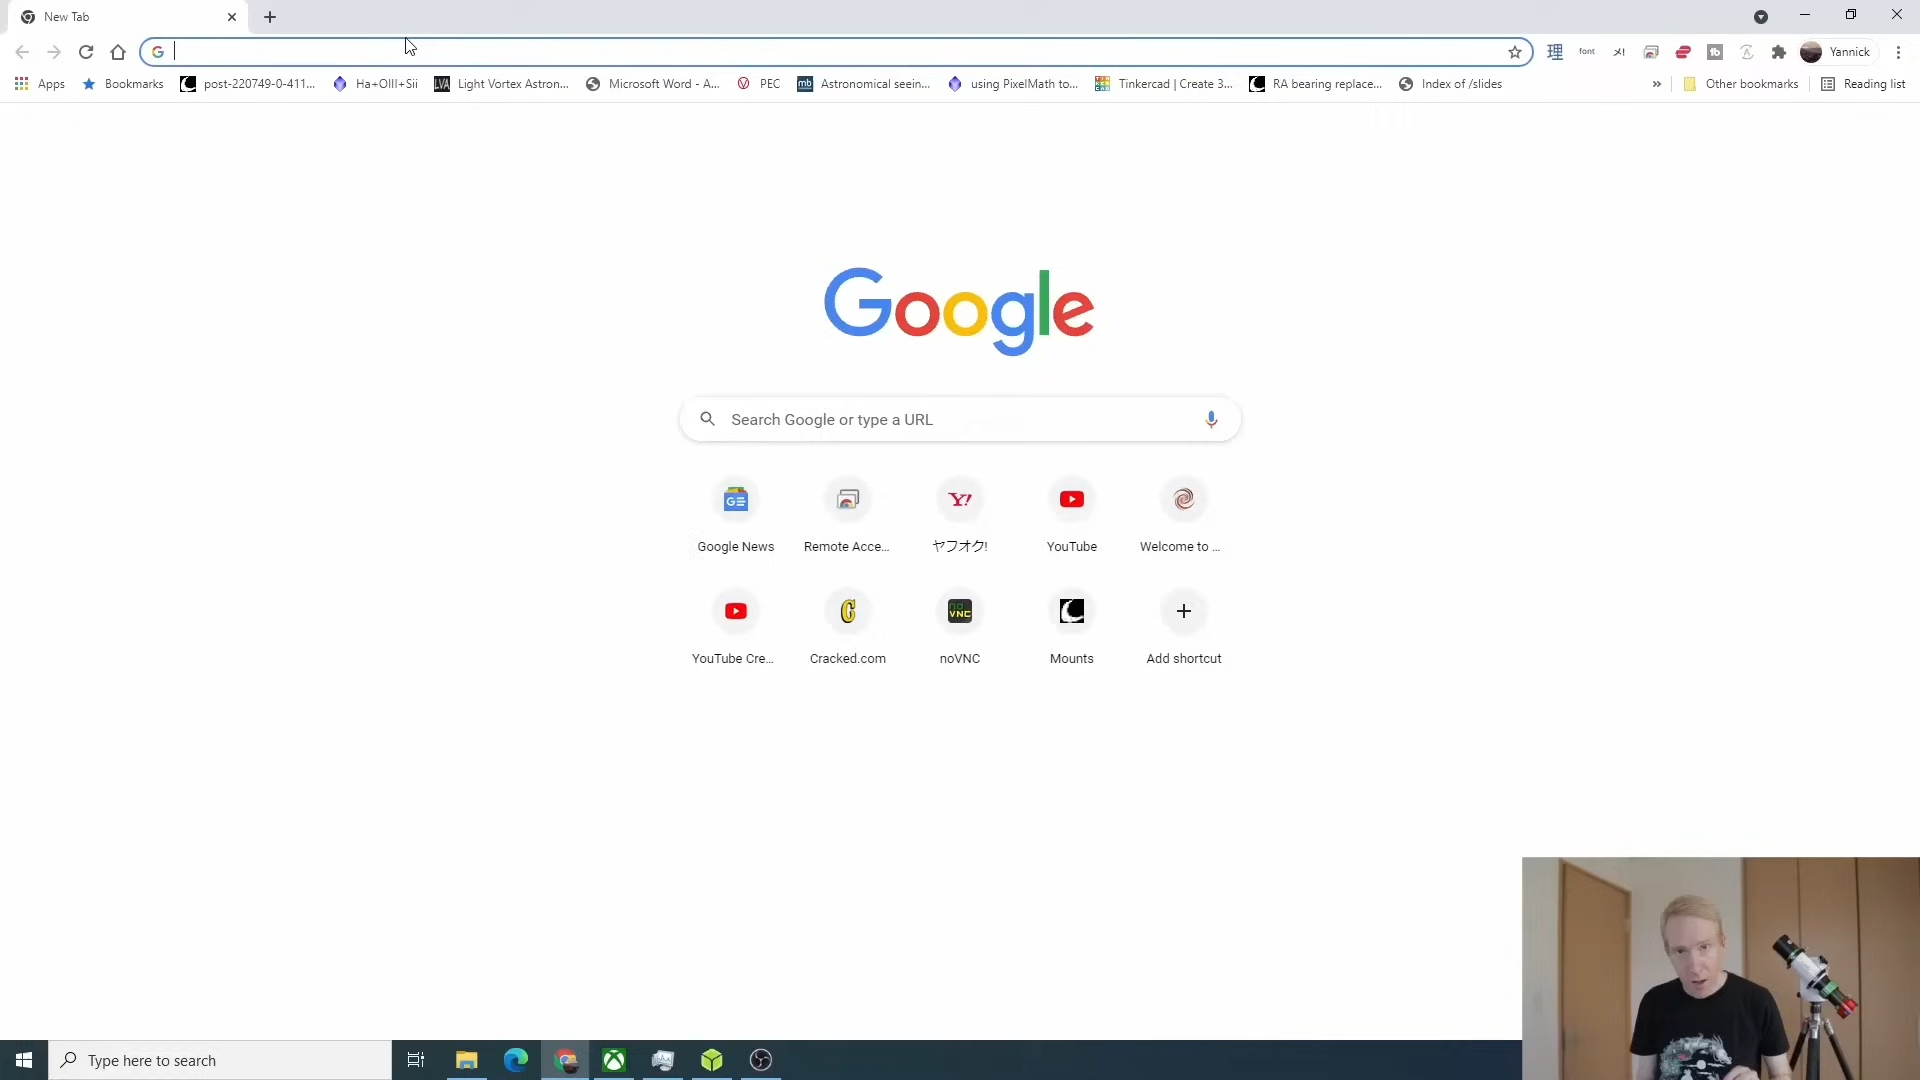 New Tab
font
Yannick
Apps
Bookmarks
post-220749-0-411...
Ha+OIII+Sii
LVA
Light Vortex Astron...
Microsoft Word - A...
PEC
mb
Astronomical seein...
using PixelMath to...
Tinkercad | Create 3...
RA bearing replace...
Index of /slides
»
Other bookmarks
Reading list
Google
Search Google or type a URL
Google News
Remote Acce...
ヤフオク!
YouTube
Welcome to ...
YouTube Cre...
Cracked.com
noVNC
Mounts
Add shortcut
Type here to search